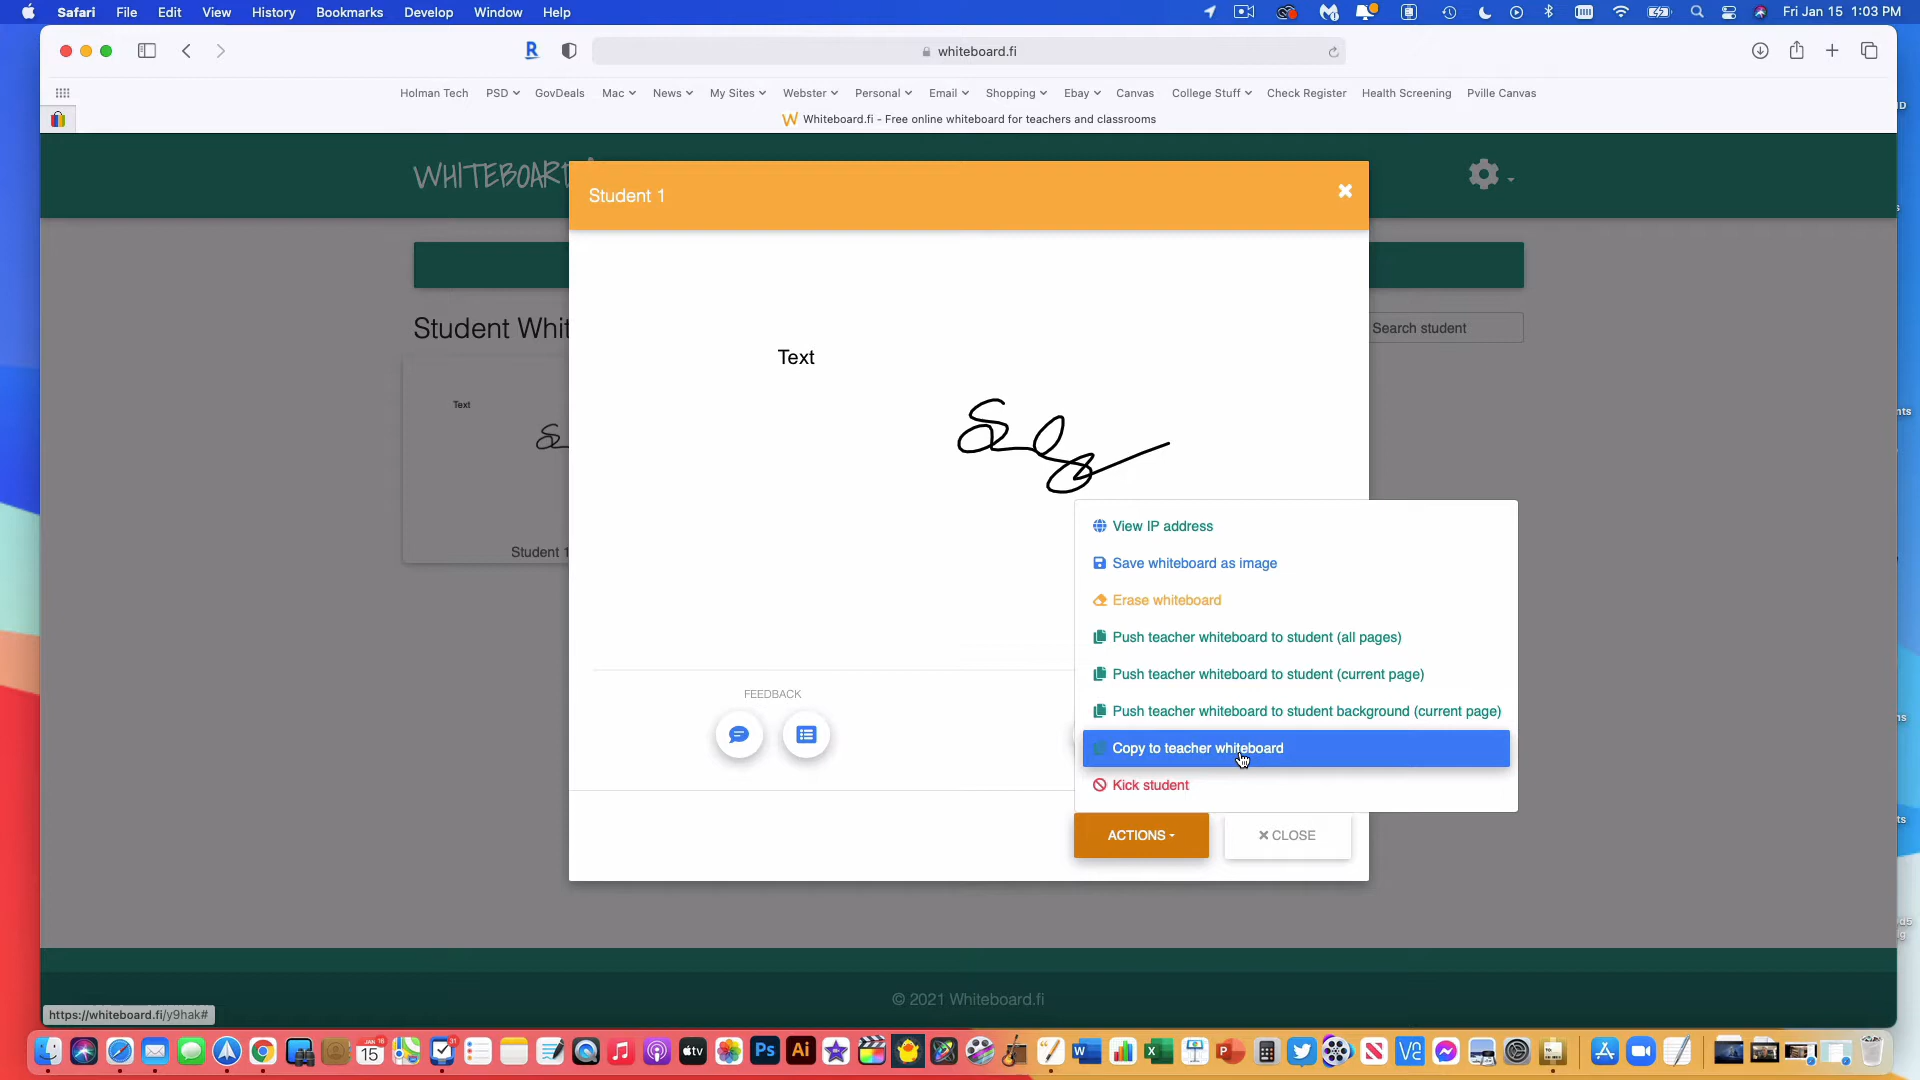 Safari File Edit View History Bookmarks Develop Window Help Fri Jan 15 1:03 PM
whiteboard.fi
Holman Tech PSD GovDeals Mac News My Sites Webster Personal Email Shopping Ebay Canvas College Stuff Check Register Health Screening Pville Canvas
Whiteboard.fi - Free online whiteboard for teachers and classrooms
WHITEBOARD
Student 1
Student Whit
Search student
Text
Text
Student 1
View IP address
Save whiteboard as image
Erase whiteboard
Push teacher whiteboard to student (all pages)
Push teacher whiteboard to student (current page)
Push teacher whiteboard to student background (current page)
Copy to teacher whiteboard
Kick student
FEEDBACK
ACTIONS
CLOSE
© 2021 Whiteboard.fi
https://whiteboard.fi/y9hak#